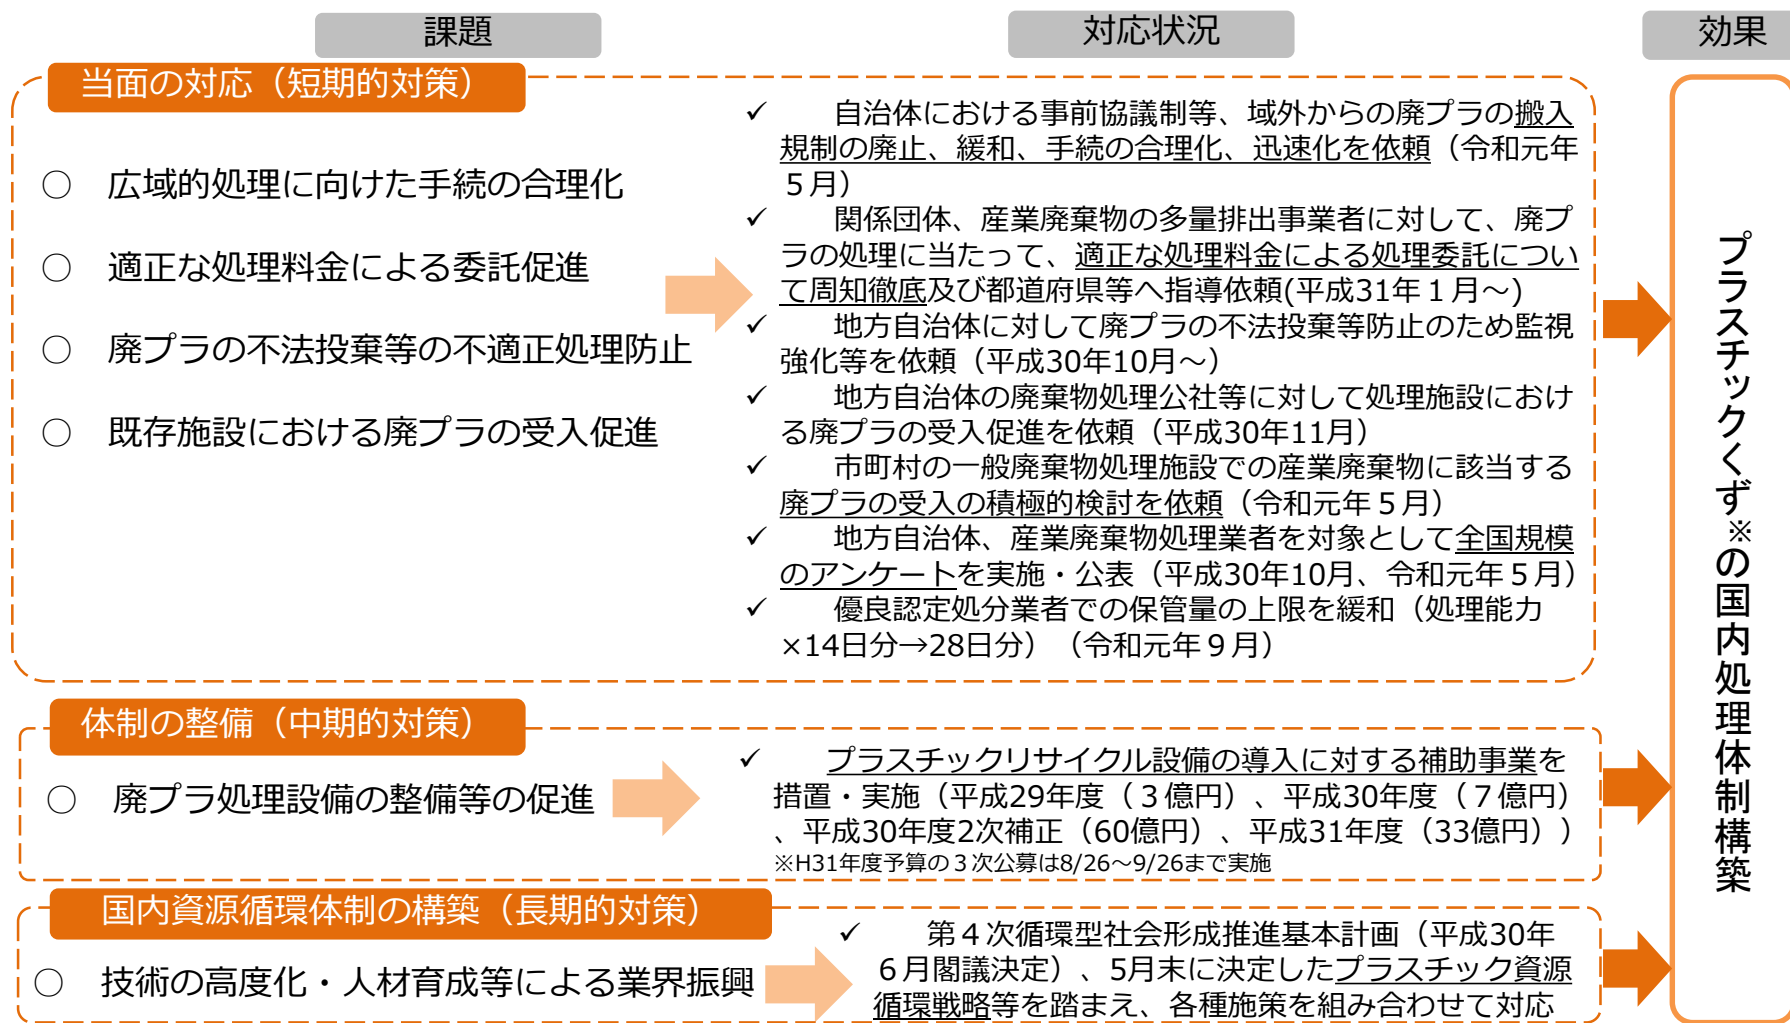 課題
対応状況
効果
当面の対応（短期的対策）
○　広域的処理に向けた手続の合理化
○　適正な処理料金による委託促進
○　廃プラの不法投棄等の不適正処理防止
○　既存施設における廃プラの受入促進
✓　自治体における事前協議制等、域外からの廃プラの搬入
規制の廃止、緩和、手続の合理化、迅速化を依頼（令和元年
５月）
✓　関係団体、産業廃棄物の多量排出事業者に対して、廃プ
ラの処理に当たって、適正な処理料金による処理委託につい
て周知徹底及び都道府県等へ指導依頼(平成31年１月～)
✓　地方自治体に対して廃プラの不法投棄等防止のため監視
強化等を依頼（平成30年10月～）
✓　地方自治体の廃棄物処理公社等に対して処理施設におけ
る廃プラの受入促進を依頼（平成30年11月）
✓　市町村の一般廃棄物処理施設での産業廃棄物に該当する
廃プラの受入の積極的検討を依頼（令和元年５月）
✓　地方自治体、産業廃棄物処理業者を対象として全国規模
のアンケートを実施・公表（平成30年10月、令和元年５月）
✓　優良認定処分業者での保管量の上限を緩和（処理能力
×14日分→28日分）（令和元年９月）
体制の整備（中期的対策）
○　廃プラ処理設備の整備等の促進
✓　プラスチックリサイクル設備の導入に対する補助事業を
措置・実施（平成29年度（３億円）、平成30年度（７億円）
、平成30年度2次補正（60億円）、平成31年度（33億円））
※H31年度予算の３次公募は8/26～9/26まで実施
国内資源循環体制の構築（長期的対策）
○　技術の高度化・人材育成等による業界振興
✓　第４次循環型社会形成推進基本計画（平成30年
６月閣議決定）、5月末に決定したプラスチック資源
循環戦略等を踏まえ、各種施策を組み合わせて対応
プラスチックくず※の国内処理体制構築